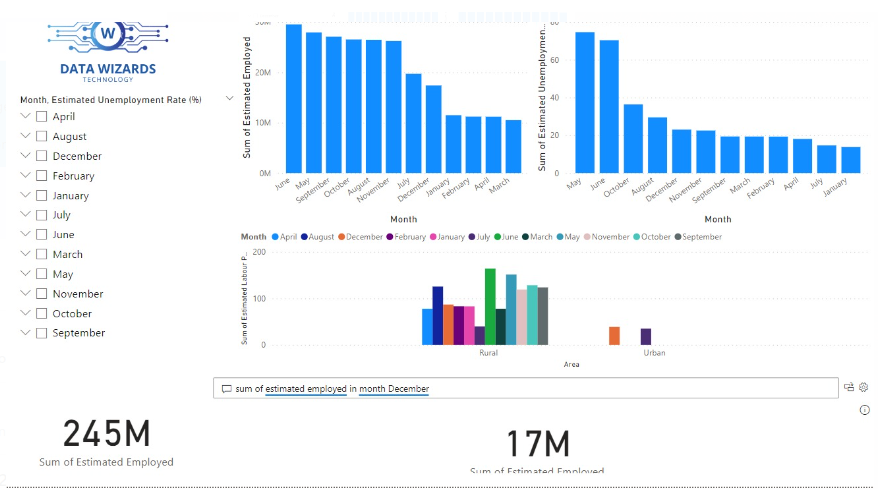 W
DATA WIZARDS
TECHNOLOGY
Month, Estimated Unemployment Rate (%)
April
August
December
February
January
July
June
March
May
November
October
September
Sum of Estimated Employed
30M
20M
10M
0M
June
May
September
October
August
November
July
December
January
February
April
March
Month
Sum of Estimated Unemploymen...
80
60
40
20
0
May
June
October
August
December
November
September
March
February
April
July
January
Month
Month April August December February January July June March May November October September
Sum of Estimated Labour P...
200
100
0
Rural
Urban
Area
sum of estimated employed in month December
245M
Sum of Estimated Employed
17M
Sum of Estimated Employed